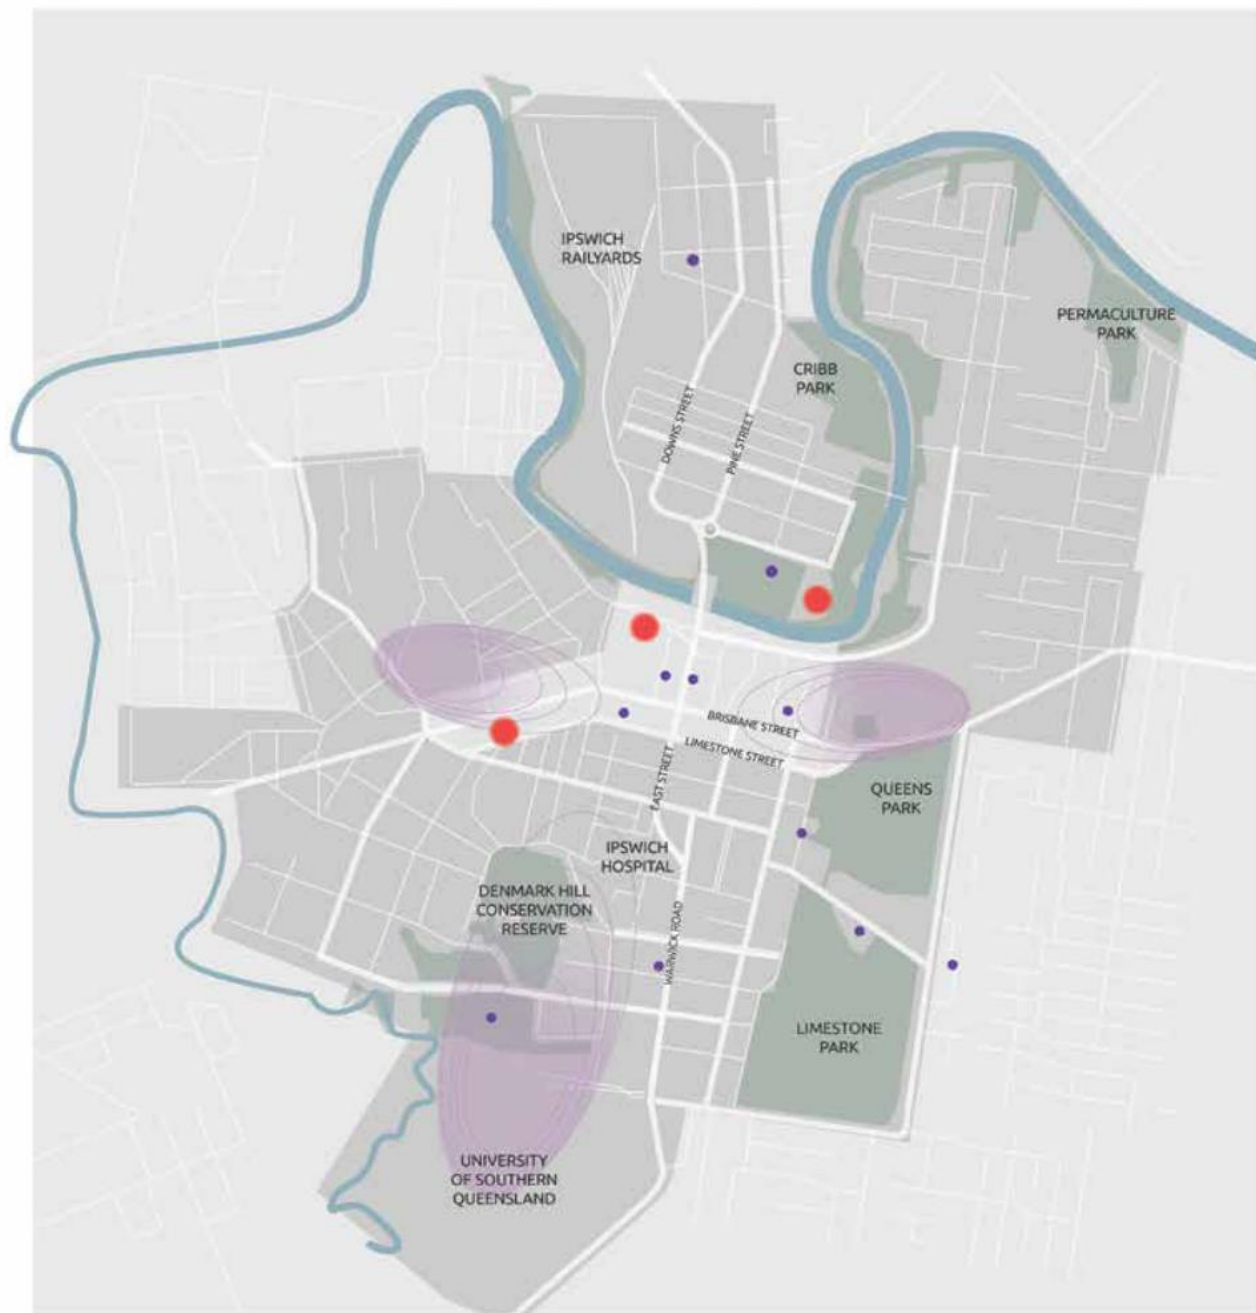 IPSWICH
RAILYARDS
PERMACULTURE
PARK
CRIBB
PARK
DOWNS STREET
PINE STREET
BRISBANE STREET
LIMESTONE STREET
EAST STREET
QUEENS
PARK
IPSWICH
HOSPITAL
DENMARK HILL
CONSERVATION
RESERVE
WARWICK ROAD
LIMESTONE
PARK
UNIVERSITY
OF SOUTHERN
QUEENSLAND